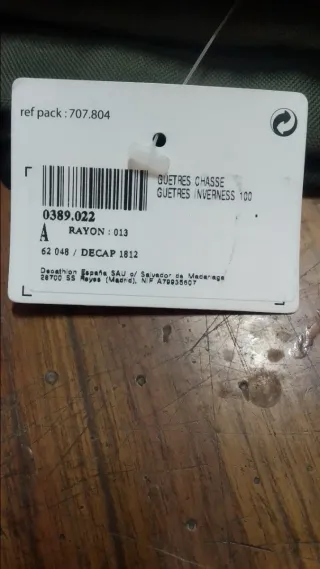 ref pack : 707.804
GUETRES CHASSE
GUETRES INVERNESS 100
0389.022
A RAYON : 013
62 048 / DECAP 1812
Decathlon España SAU c/ Salvador de Madariaga
28700 SS Reyes (Madrid), NIF A79935607